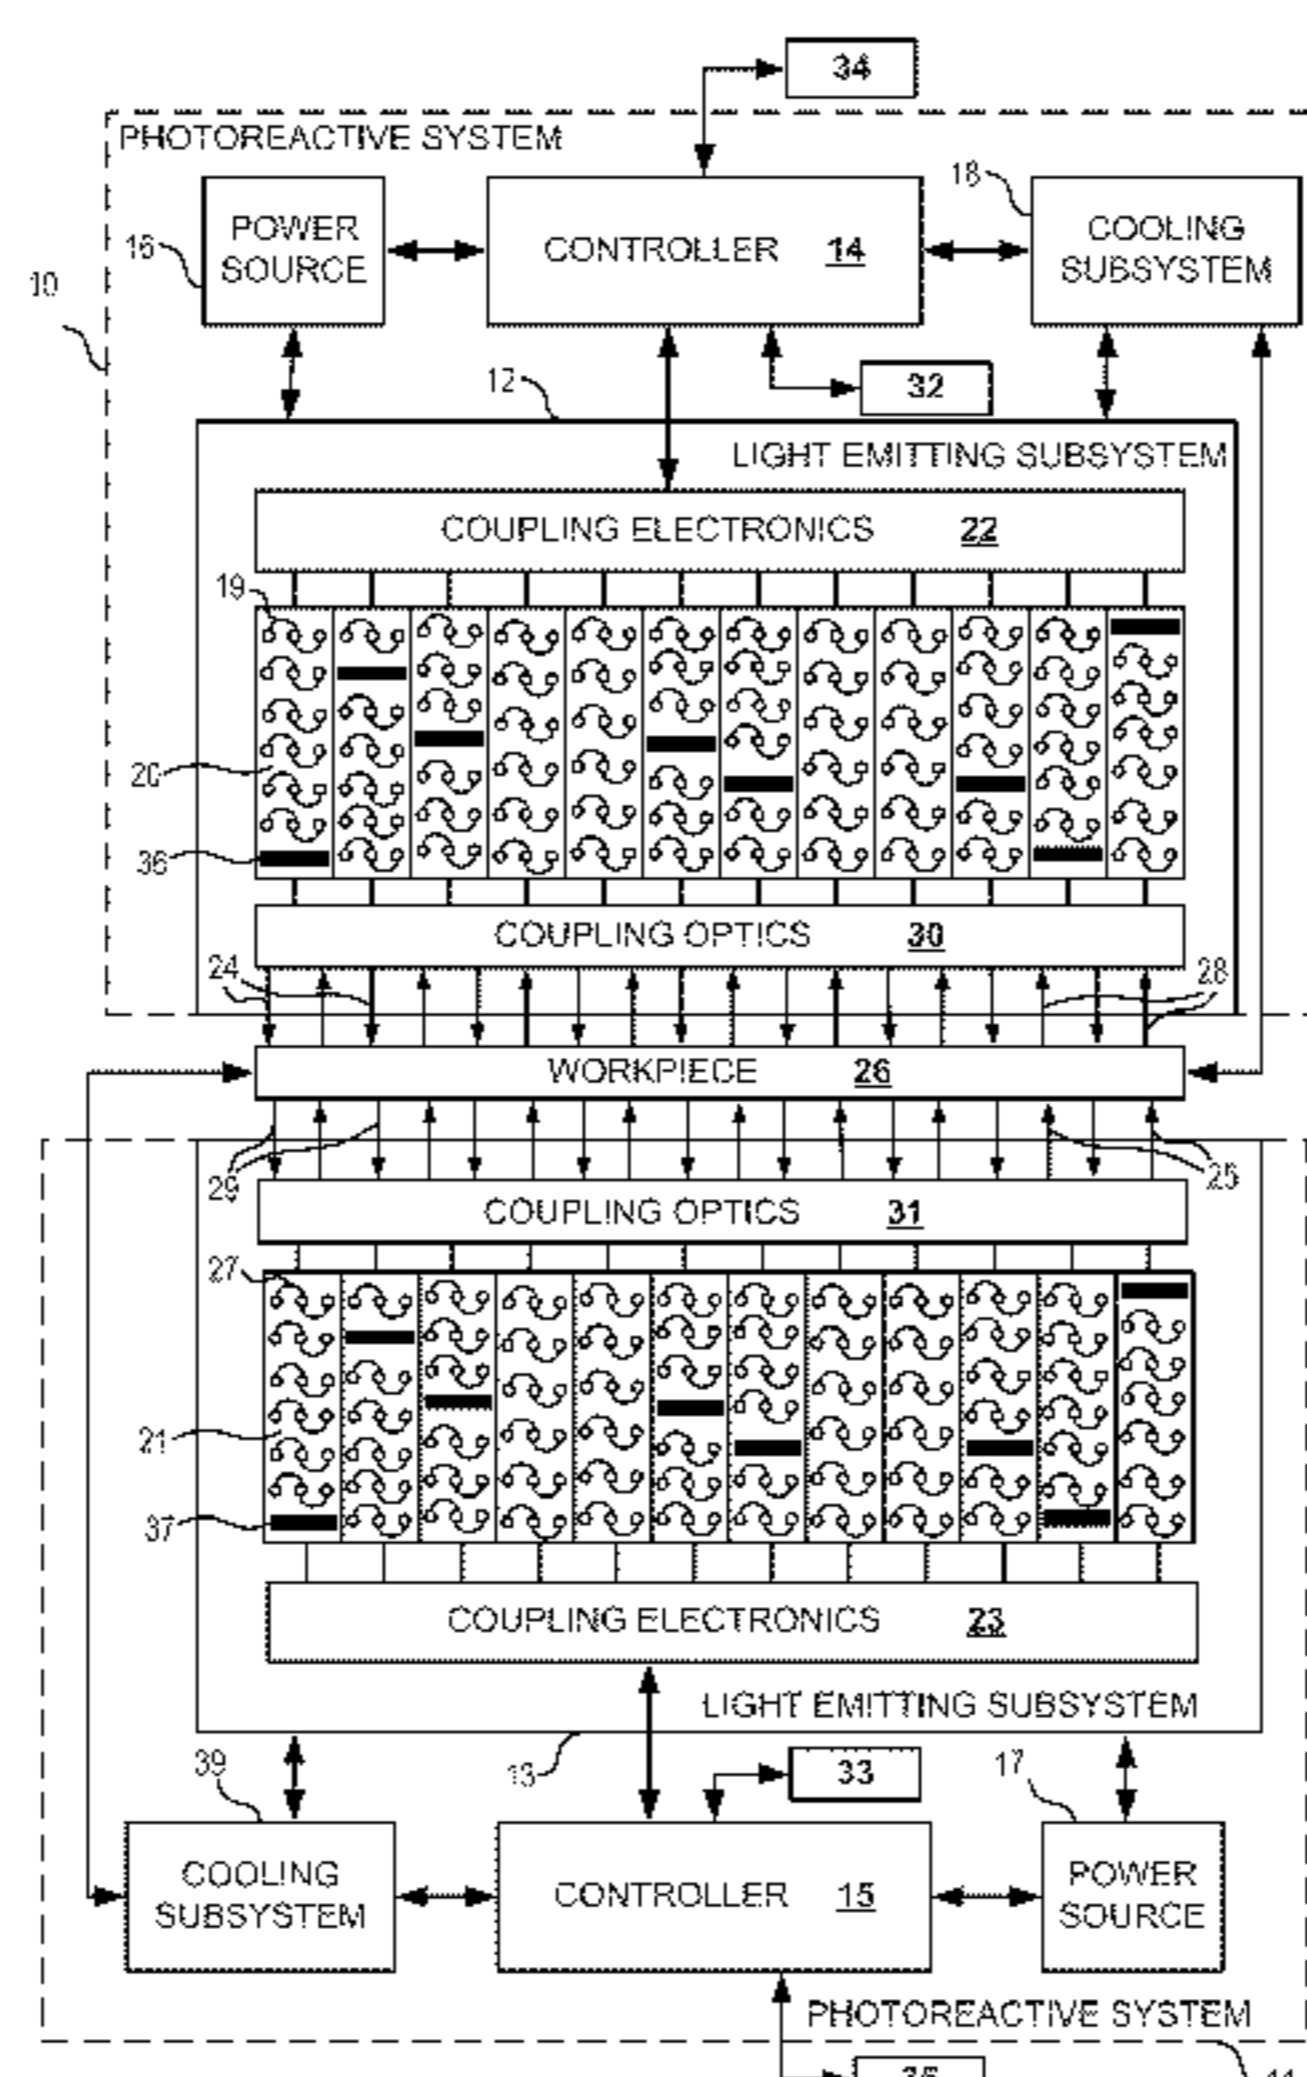 34
PHOTOREACTIVE SYSTEM
18
POWER
SOURCE
CONTROLLER 14
COOLING
SUBSYSTEM
16
10
12
32
LIGHT EMITTING SUBSYSTEM
COUPLING ELECTRONICS 22
19
20
36
COUPLING OPTICS 30
24
28
WORKPIECE 26
29
25
COUPLING OPTICS 31
27
21
37
COUPLING ELECTRONICS 23
LIGHT EMITTING SUBSYSTEM
39
13
33
17
COOLING
SUBSYSTEM
CONTROLLER 15
POWER
SOURCE
PHOTOREACTIVE SYSTEM